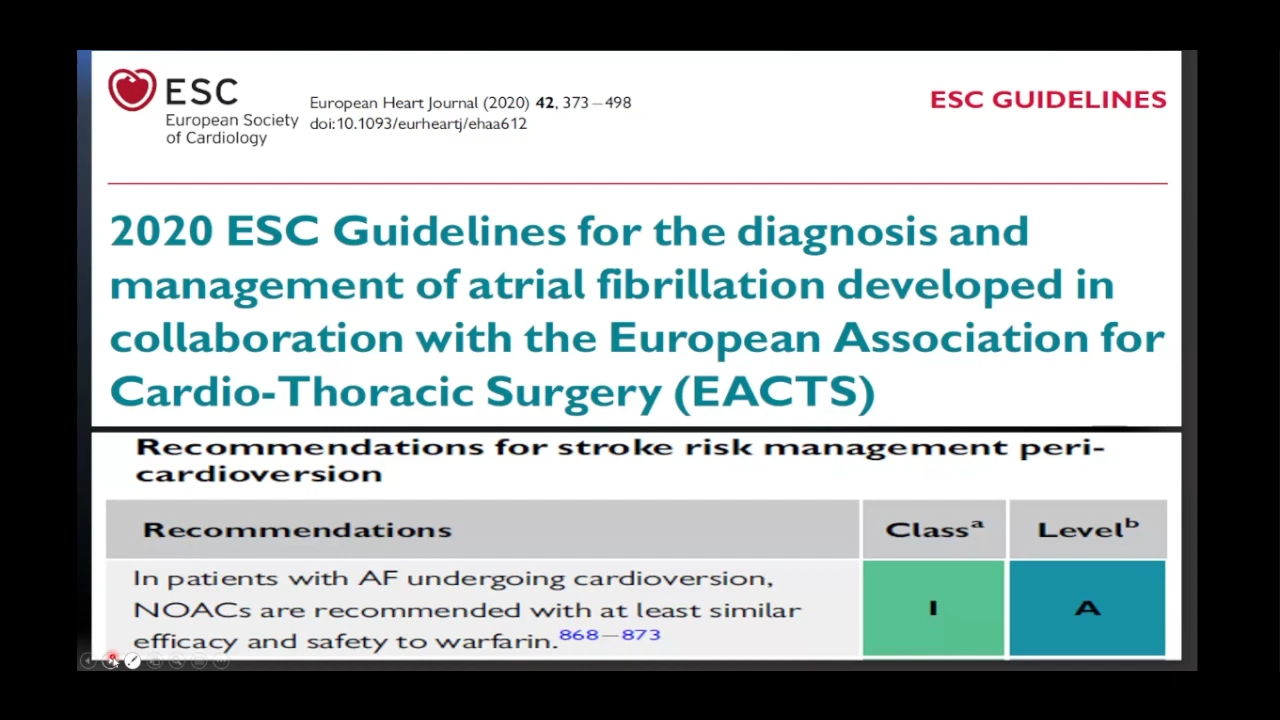 ESC
European Society
of Cardiology
European Heart Journal (2020) 42, 373–498
doi:10.1093/eurheartj/ehaa612
ESC GUIDELINES
2020 ESC Guidelines for the diagnosis and
management of atrial fibrillation developed in
collaboration with the European Association for
Cardio-Thoracic Surgery (EACTS)
Recommendations for stroke risk management peri-
cardioversion
Recommendations
Classᵃ
Levelᵇ
In patients with AF undergoing cardioversion,
NOACs are recommended with at least similar
efficacy and safety to warfarin.868–873
I
A